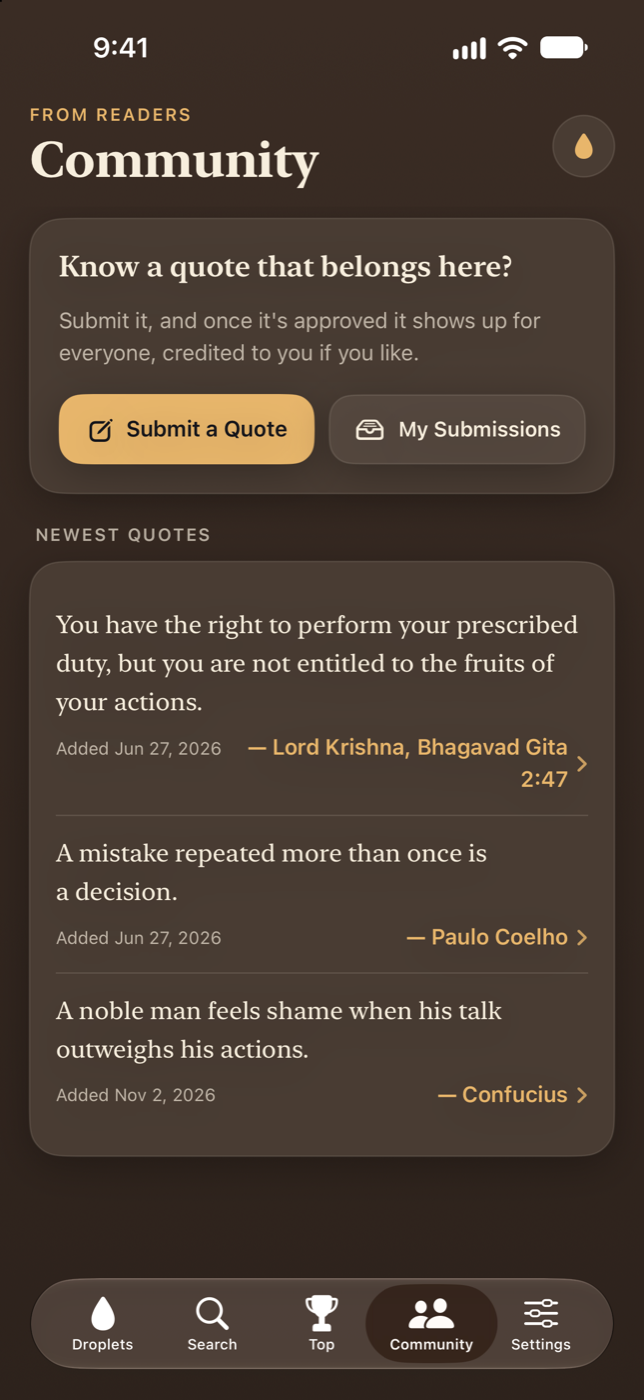 9:41
FROM READERS
Community
Know a quote that belongs here?
Submit it, and once it's approved it shows up for
everyone, credited to you if you like.
Submit a Quote
My Submissions
NEWEST QUOTES
You have the right to perform your prescribed
duty, but you are not entitled to the fruits of
your actions.
Added Jun 27, 2026
— Lord Krishna, Bhagavad Gita
2:47
A mistake repeated more than once is
a decision.
Added Jun 27, 2026
— Paulo Coelho
A noble man feels shame when his talk
outweighs his actions.
Added Nov 2, 2026
— Confucius
Droplets
Search
Top
Community
Settings